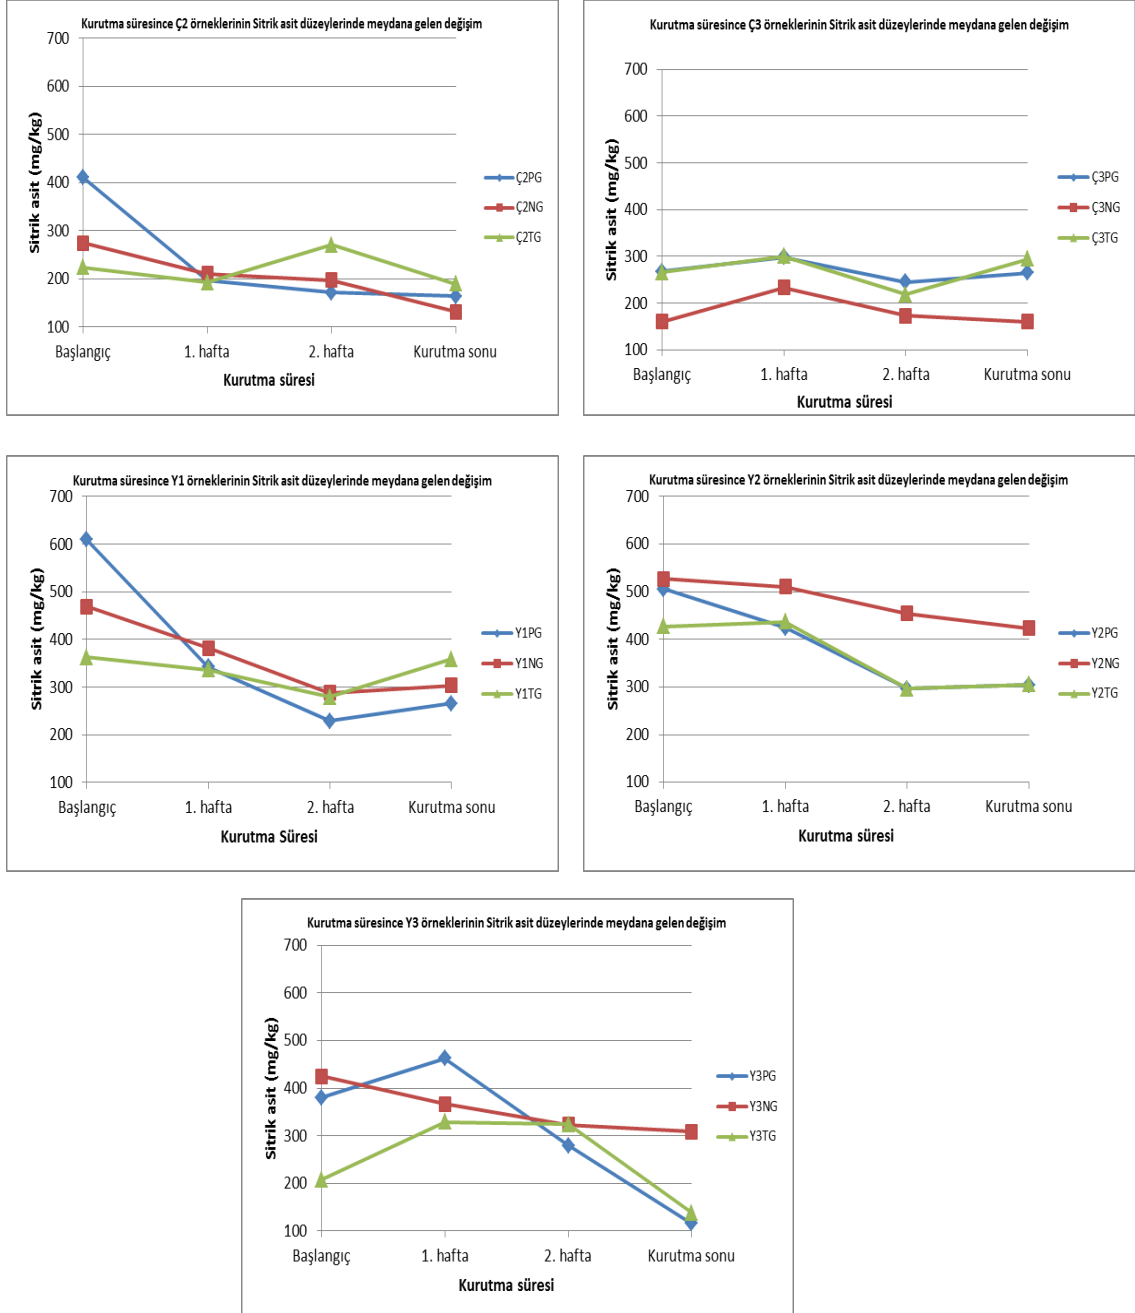 Kurutma süresince Ç2 örneklerinin Sitrik asit düzeylerinde meydana gelen değişim
700
600
500
400
300
200
100
Sitrik asit (mg/kg)
Başlangıç
1. hafta
2. hafta
Kurutma sonu
Kurutma süresi
Ç2PG
Ç2NG
Ç2TG
Kurutma süresince Ç3 örneklerinin Sitrik asit düzeylerinde meydana gelen değişim
700
600
500
400
300
200
100
Sitrik asit (mg/kg)
Başlangıç
1. hafta
2. hafta
Kurutma sonu
Kurutma süresi
Ç3PG
Ç3NG
Ç3TG
Kurutma süresince Y1 örneklerinin Sitrik asit düzeylerinde meydana gelen değişim
700
600
500
400
300
200
100
Sitrik asit (mg/kg)
Başlangıç
1. hafta
2. hafta
Kurutma sonu
Kurutma Süresi
Y1PG
Y1NG
Y1TG
Kurutma süresince Y2 örneklerinin Sitrik asit düzeylerinde meydana gelen değişim
700
600
500
400
300
200
100
Sitrik asit (mg/kg)
Başlangıç
1. hafta
2. hafta
Kurutma sonu
Kurutma süresi
Y2PG
Y2NG
Y2TG
Kurutma süresince Y3 örneklerinin Sitrik asit düzeylerinde meydana gelen değişim
700
600
500
400
300
200
100
Sitrik asit (mg/kg)
Başlangıç
1. hafta
2. hafta
Kurutma sonu
Kurutma süresi
Y3PG
Y3NG
Y3TG